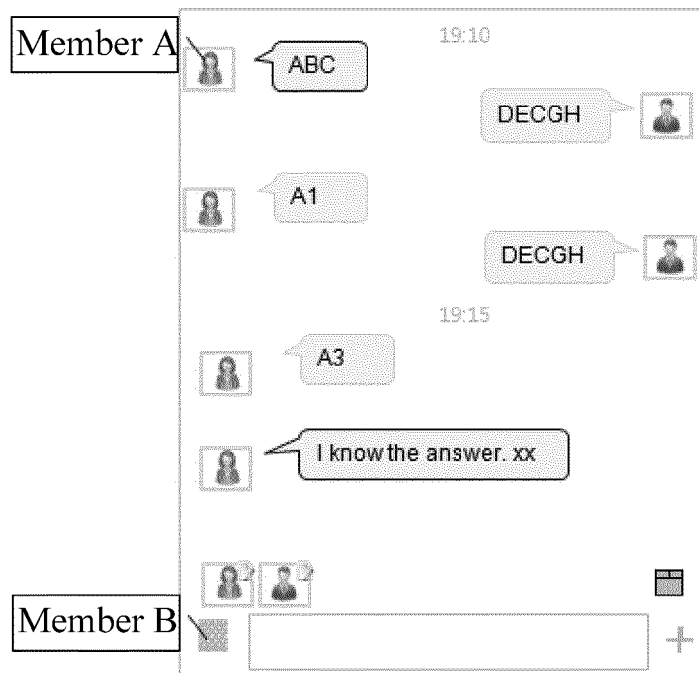 Member A
19:10
ABC
DECGH
A1
DECGH
19:15
A3
I know the answer. xx
Member B